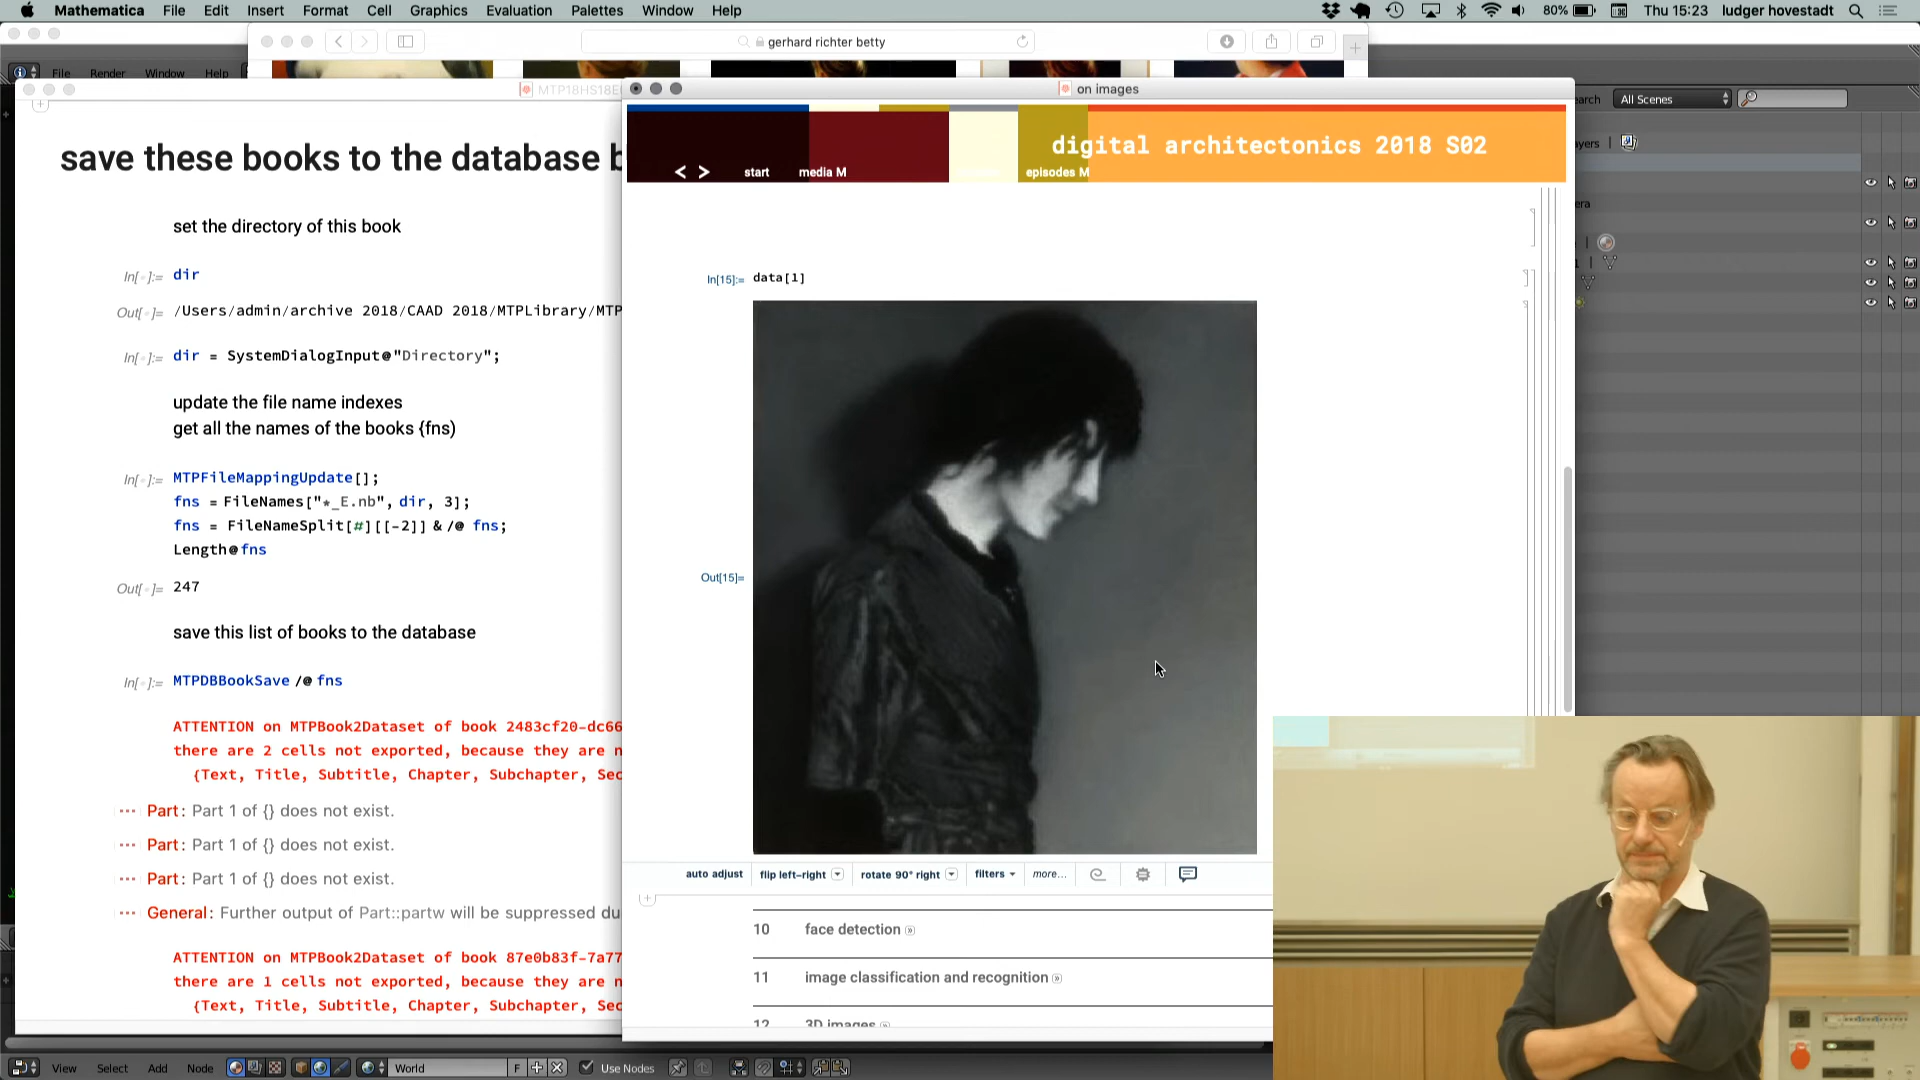 Mathematica File Edit Insert Format Cell Graphics Evaluation Palettes Window Help 80% Thu 15:23 ludger hovestadt
gerhard richter betty
File Render Window Help
MTP18HS18E
on images
All Scenes
digital architectonics 2018 S02
< > start media M episodes M
save these books to the database b
set the directory of this book
In[ ]:= dir
Out[ ]= /Users/admin/archive 2018/CAAD 2018/MTPLibrary/MTP
In[ ]:= dir = SystemDialogInput@"Directory";
update the file name indexes
get all the names of the books {fns}
In[ ]:= MTPFileMappingUpdate[];
fns = FileNames["*_E.nb", dir, 3];
fns = FileNameSplit[#][[-2]] & /@ fns;
Length@fns
Out[ ]= 247
save this list of books to the database
In[ ]:= MTPDBBookSave /@ fns
ATTENTION on MTPBook2Dataset of book 2483cf20-dc66
there are 2 cells not exported, because they are n
{Text, Title, Subtitle, Chapter, Subchapter, Sec
Part: Part 1 of {} does not exist.
Part: Part 1 of {} does not exist.
Part: Part 1 of {} does not exist.
General: Further output of Part::partw will be suppressed du
ATTENTION on MTPBook2Dataset of book 87e0b83f-7a77
there are 1 cells not exported, because they are n
{Text, Title, Subtitle, Chapter, Subchapter, Sec
In[15]:= data[1]
Out[15]=
auto adjust flip left-right rotate 90° right filters more...
10 face detection
11 image classification and recognition
12 3D images
View Select Add Node World F Use Nodes